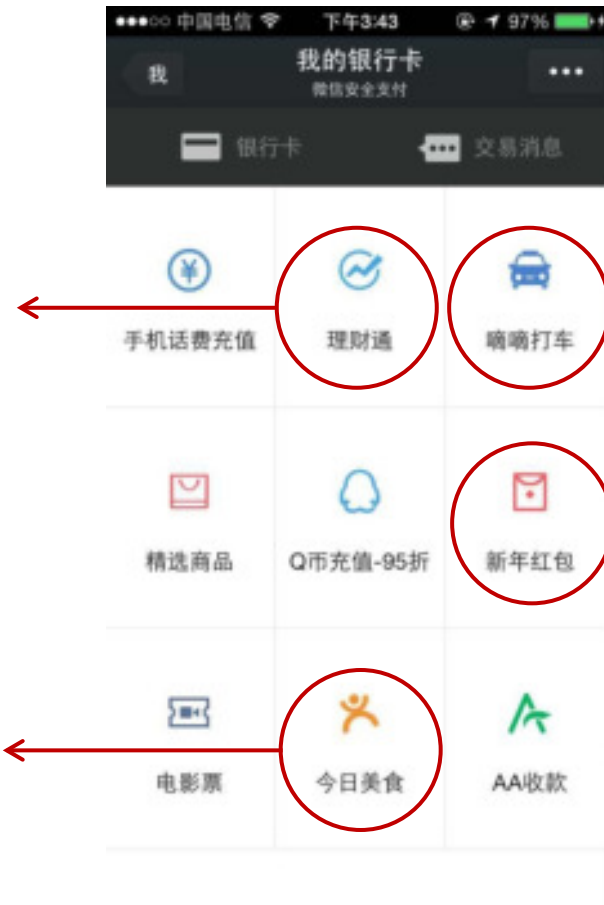 中国电信 下午3:43 97%
我 我的银行卡
微信安全支付
银行卡 交易消息
手机话费充值 理财通 嘀嘀打车
精选商品 Q币充值-95折 新年红包
电影票 今日美食 AA收款